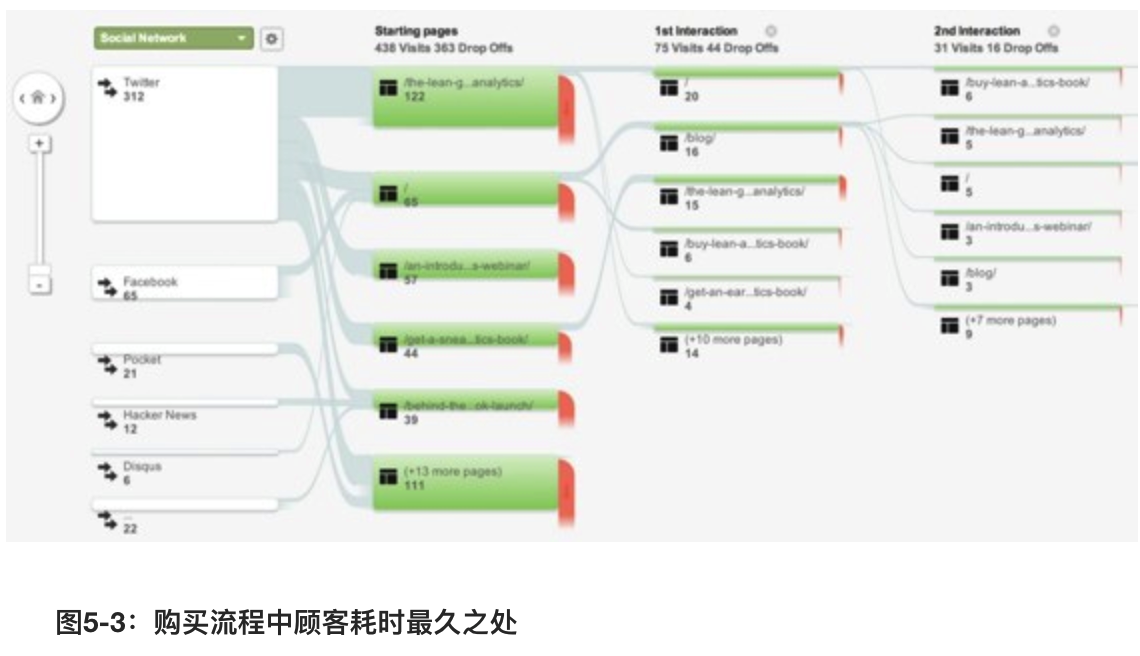 Social Network
Starting pages
438 Visits 363 Drop Offs
1st Interaction
75 Visits 44 Drop Offs
2nd Interaction
31 Visits 16 Drop Offs
Twitter
312
Facebook
65
Pocket
21
Hacker News
12
Disqus
6
...
22
/the-lean-g...analytics/
122
/
65
/an-introdu...s-webinar/
57
/get-a-snea...tics-book/
44
/behind-the...ok-launch/
39
(+13 more pages)
111
/
20
/blog/
16
/the-lean-g...analytics/
15
/buy-lean-a...tics-book/
6
/get-an-ear...tics-book/
4
(+10 more pages)
14
/buy-lean-a...tics-book/
6
/the-lean-g...analytics/
5
/
5
/an-introdu...s-webinar/
3
/blog/
3
(+7 more pages)
9
图5-3：购买流程中顾客耗时最久之处